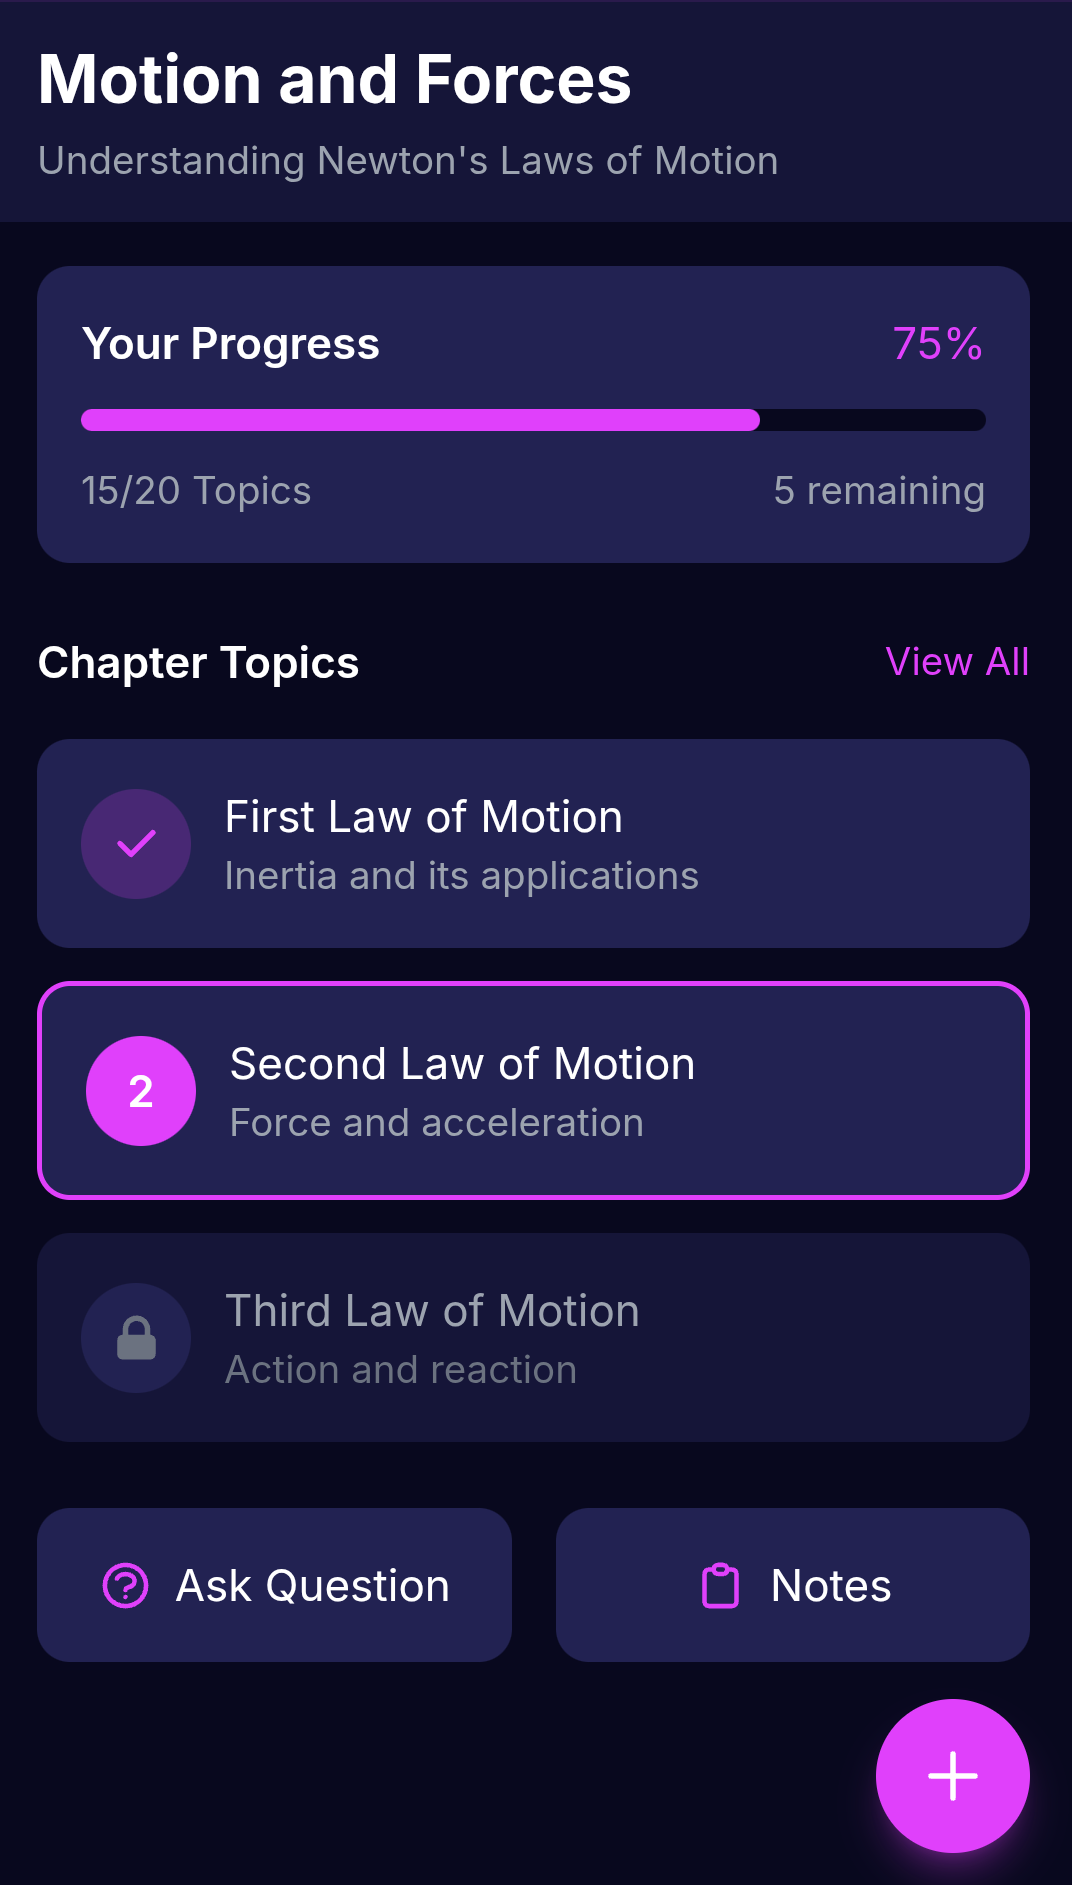 Motion and Forces
Understanding Newton's Laws of Motion
Your Progress
75%
15/20 Topics
5 remaining
Chapter Topics
View All
First Law of Motion
Inertia and its applications
2
Second Law of Motion
Force and acceleration
Third Law of Motion
Action and reaction
Ask Question
Notes